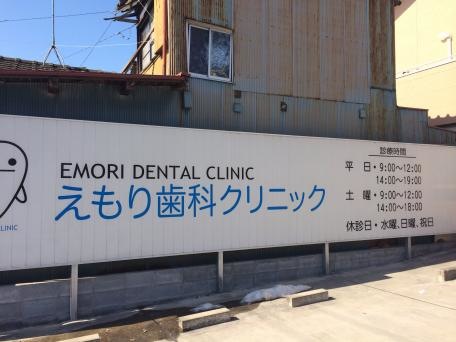 EMORI DENTAL CLINIC
えもり歯科クリニック
CLINIC
診療時間
平 日・9:00〜12:00
14:00〜19:00
土 曜・9:00〜12:00
14:00〜18:00
休診日・水曜、日曜、祝日